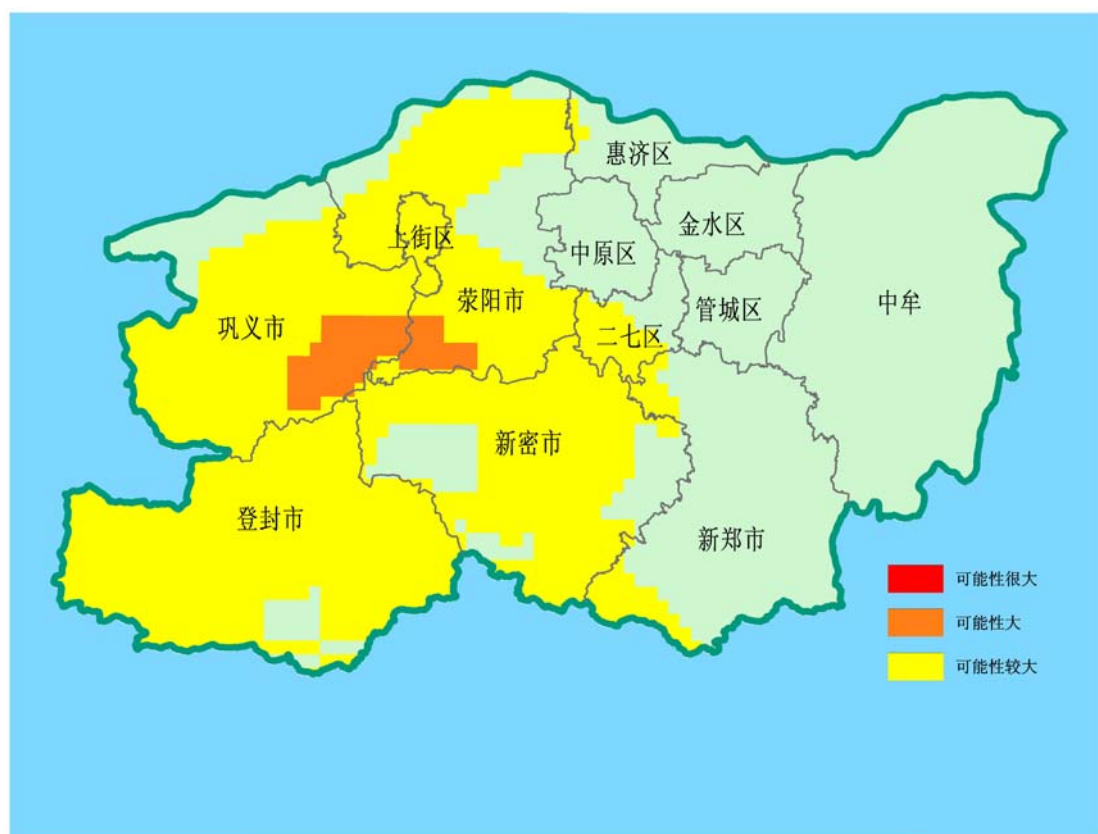 惠济区
金水区
上街区
中原区
荥阳市
管城区
中牟
巩义市
二七区
新密市
登封市
新郑市
可能性很大
可能性大
可能性较大